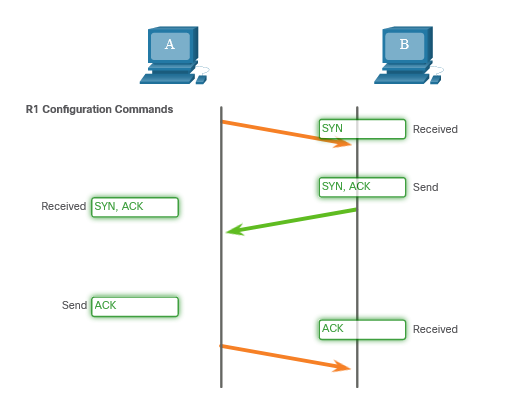 A
B
R1 Configuration Commands
SYN
Received
SYN, ACK
Send
Received
SYN, ACK
Send
ACK
ACK
Received